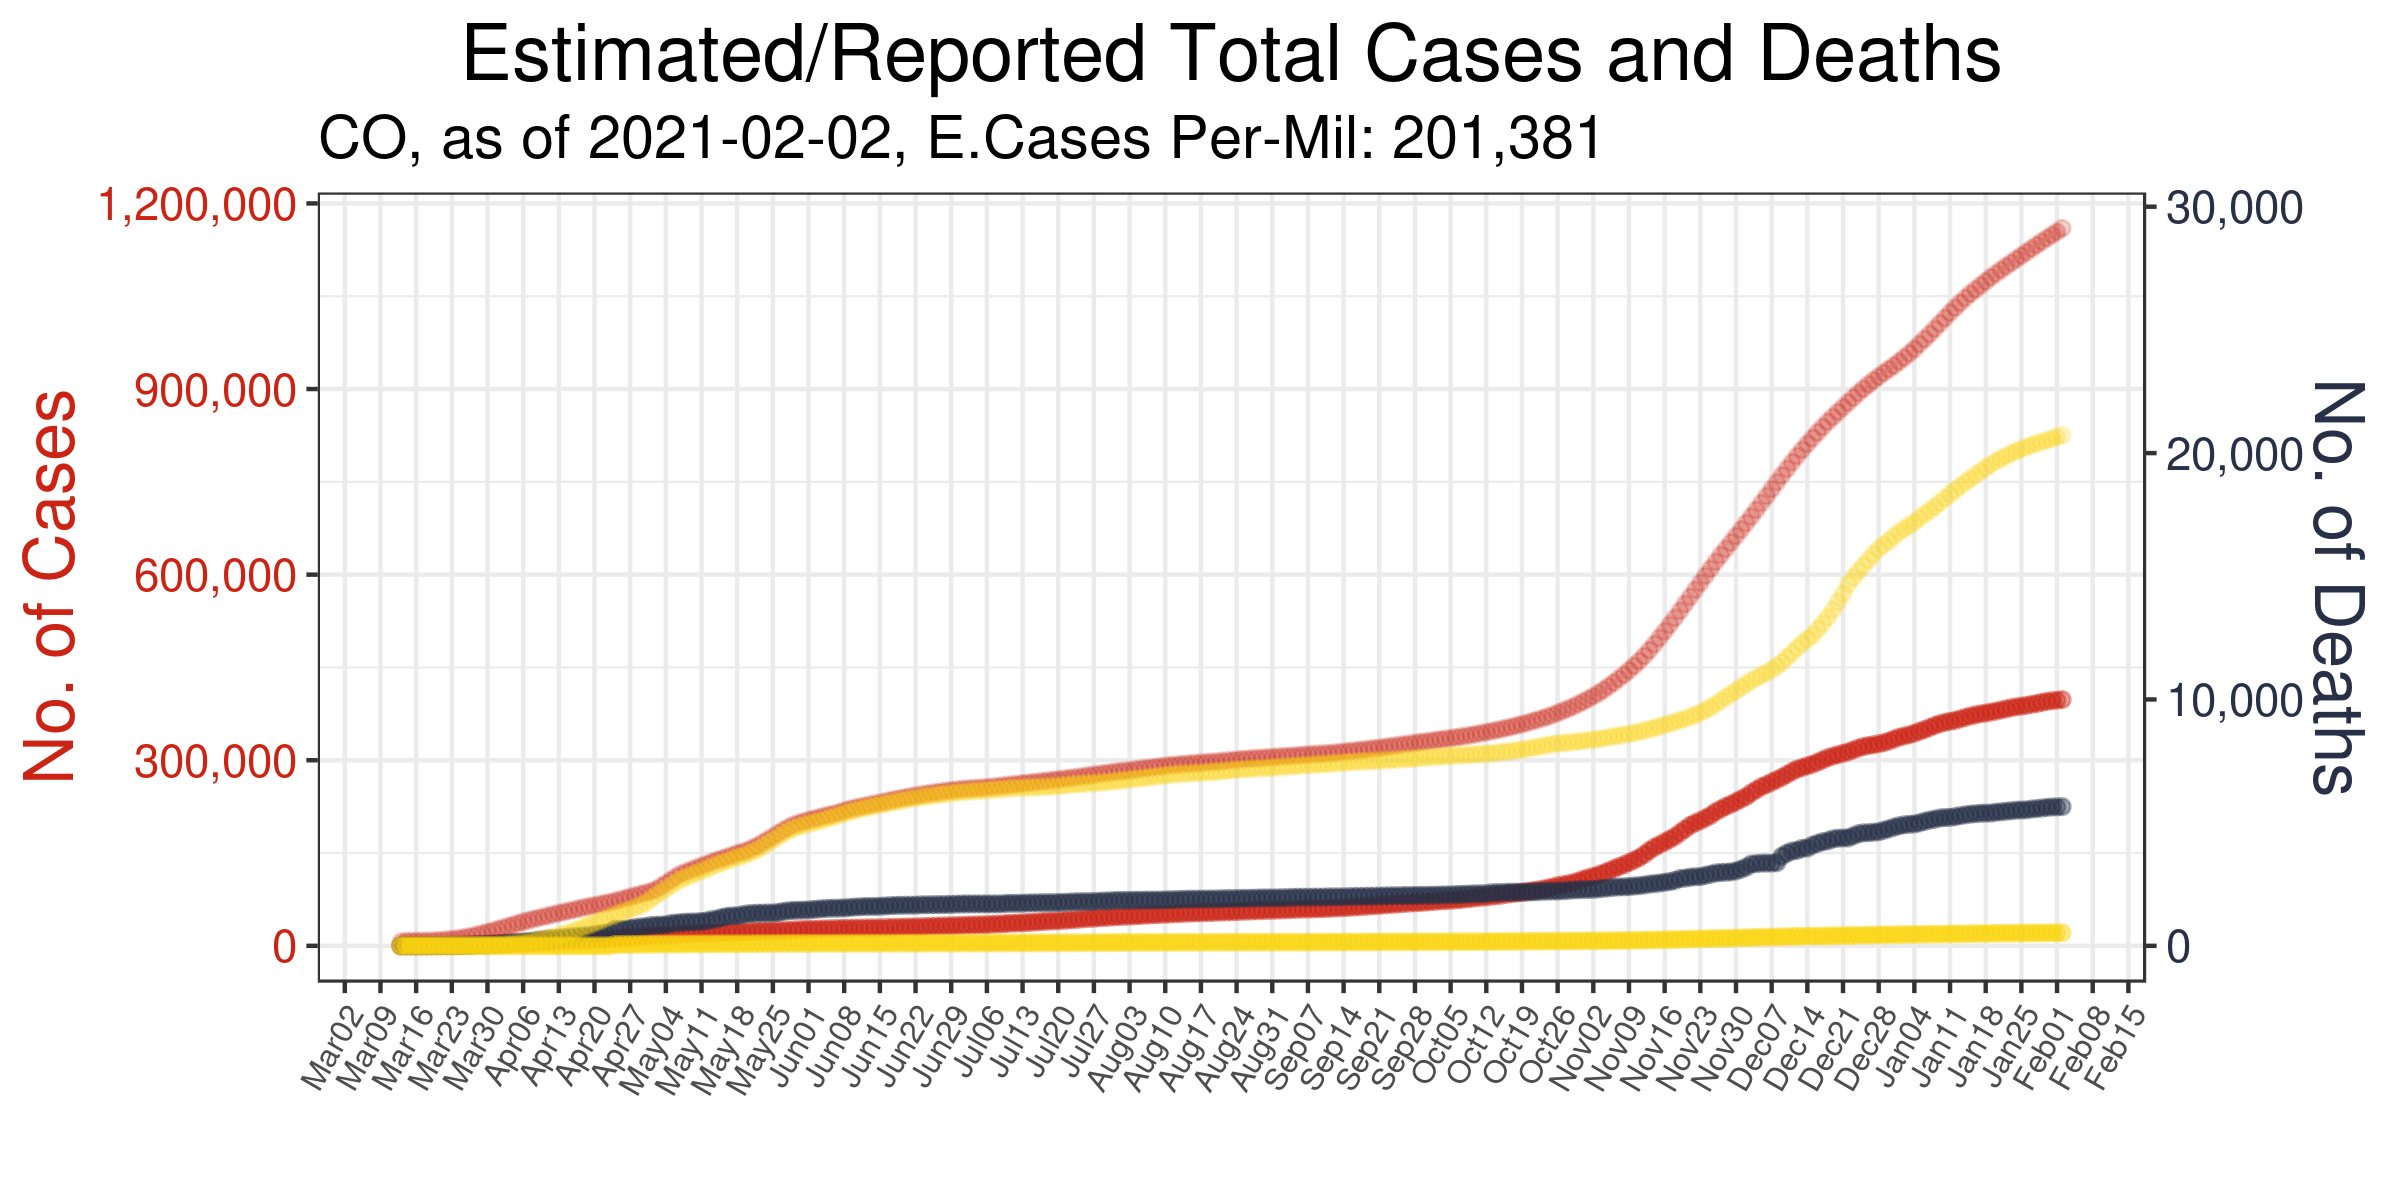 Estimated/Reported Total Cases and Deaths
CO, as of 2021-02-02, E.Cases Per-Mil: 201,381
No. of Cases
1,200,000
900,000
600,000
300,000
0
30,000
20,000
10,000
0
No. of Deaths
Mar02
Mar09
Mar16
Mar23
Mar30
Apr06
Apr13
Apr20
Apr27
May04
May11
May18
May25
Jun01
Jun08
Jun15
Jun22
Jun29
Jul06
Jul13
Jul20
Jul27
Aug03
Aug10
Aug17
Aug24
Aug31
Sep07
Sep14
Sep21
Sep28
Oct05
Oct12
Oct19
Oct26
Nov02
Nov09
Nov16
Nov23
Nov30
Dec07
Dec14
Dec21
Dec28
Dec04
Jan11
Jan18
Jan25
Feb01
Feb08
Feb15